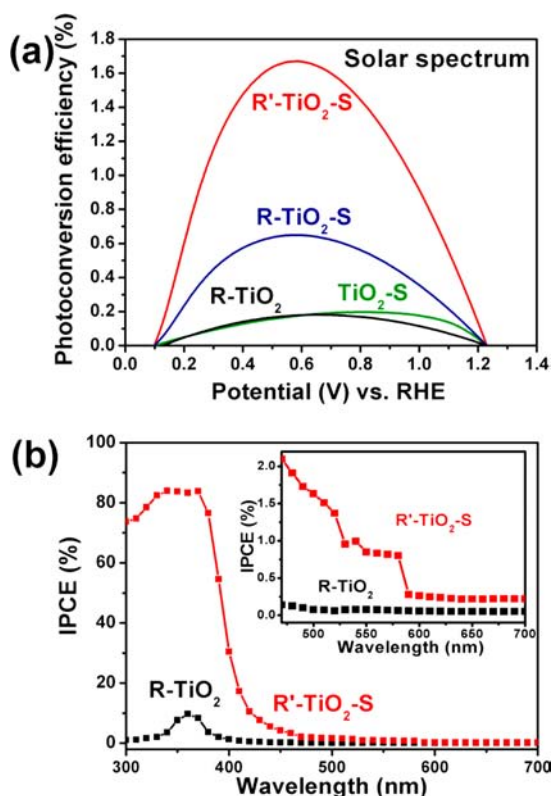 (a)
Solar spectrum
Photoconversion efficiency (%)
1.8
1.6
1.4
1.2
1.0
0.8
0.6
0.4
0.2
0.0
R'-TiO₂-S
R-TiO₂-S
R-TiO₂
TiO₂-S
0.0 0.2 0.4 0.6 0.8 1.0 1.2 1.4
Potential (V) vs. RHE
(b)
IPCE (%)
100
80
60
40
20
0
R-TiO₂
R'-TiO₂-S
300 400 500 600 700
Wavelength (nm)
IPCE (%)
2.0
1.5
1.0
0.5
0.0
R'-TiO₂-S
R-TiO₂
500 550 600 650 700
Wavelength (nm)